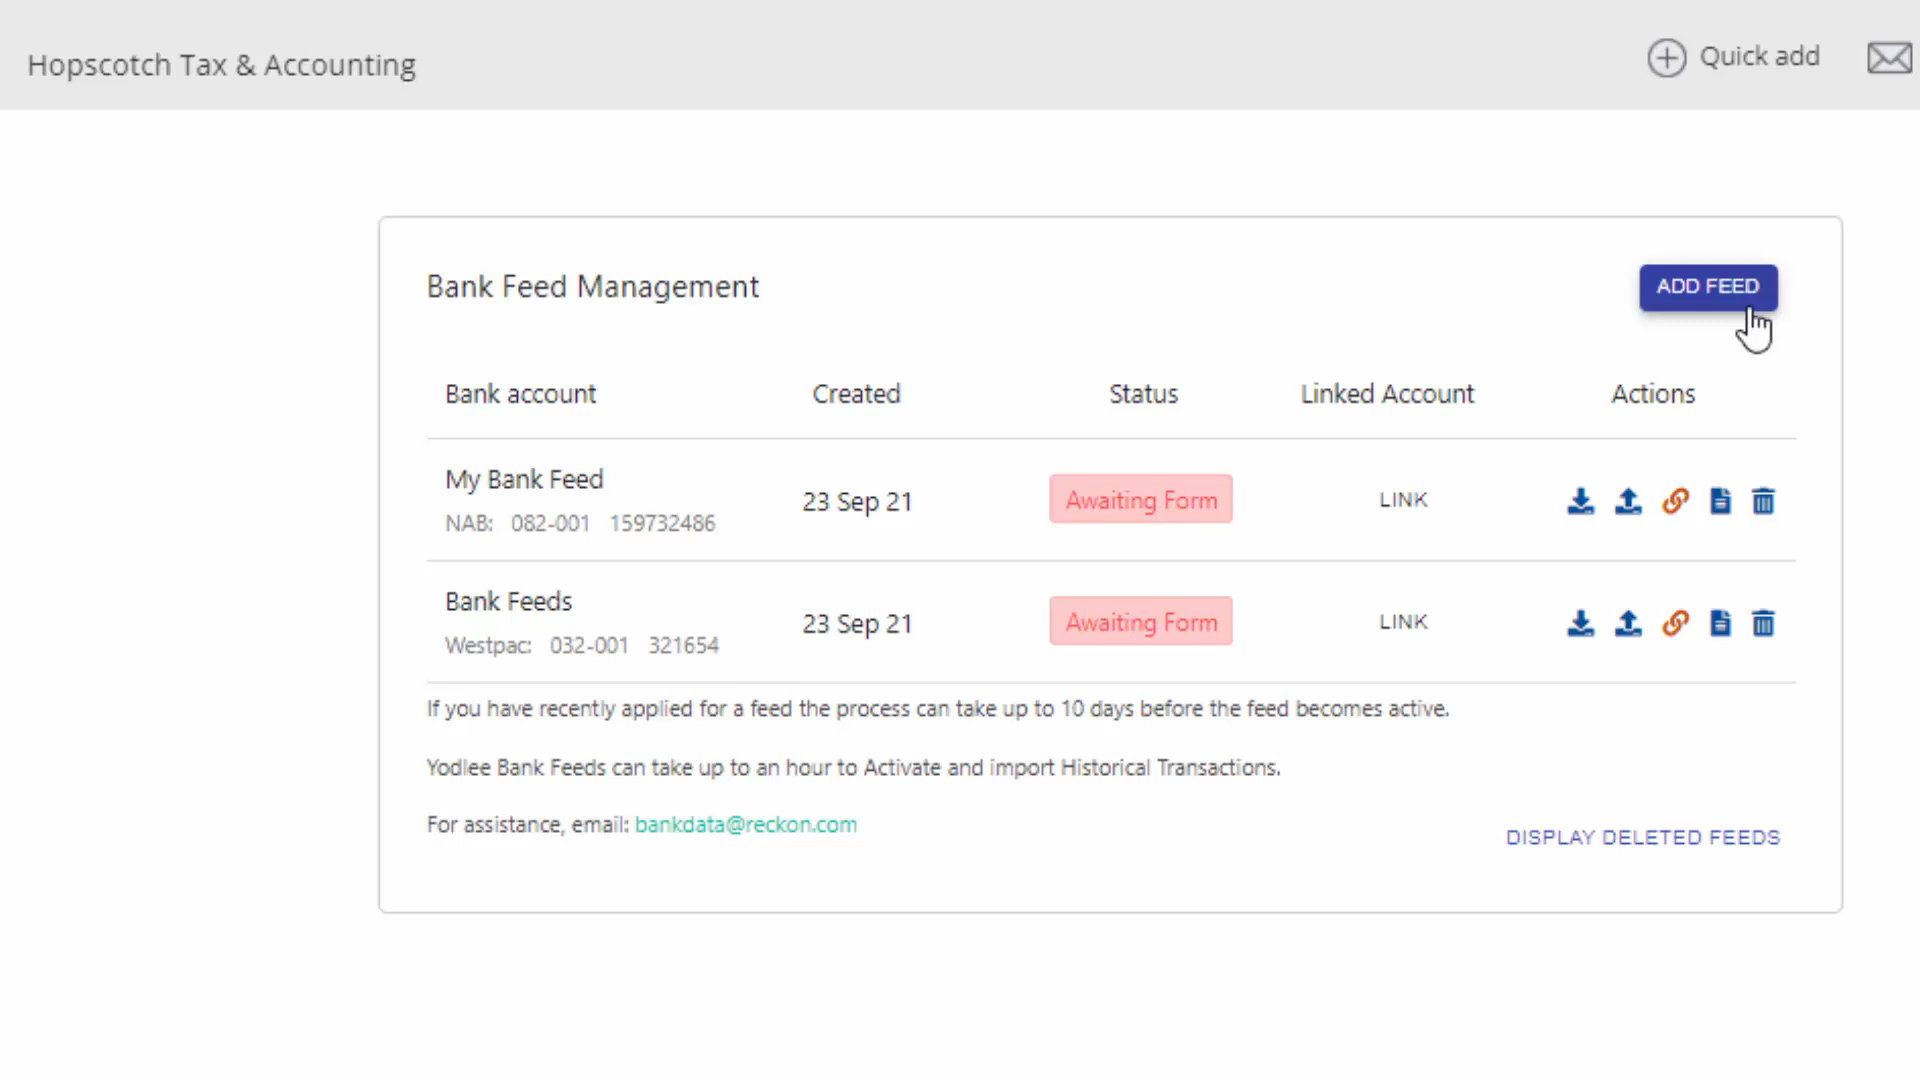 Hopscotch Tax & Accounting
Quick add
Bank Feed Management
ADD FEED
Bank account Created Status Linked Account Actions
My Bank Feed
NAB: 082-001 159732486
23 Sep 21
Awaiting Form
LINK
Bank Feeds
Westpac: 032-001 321654
23 Sep 21
Awaiting Form
LINK
If you have recently applied for a feed the process can take up to 10 days before the feed becomes active.
Yodlee Bank Feeds can take up to an hour to Activate and import Historical Transactions.
For assistance, email: bankdata@reckon.com
DISPLAY DELETED FEEDS